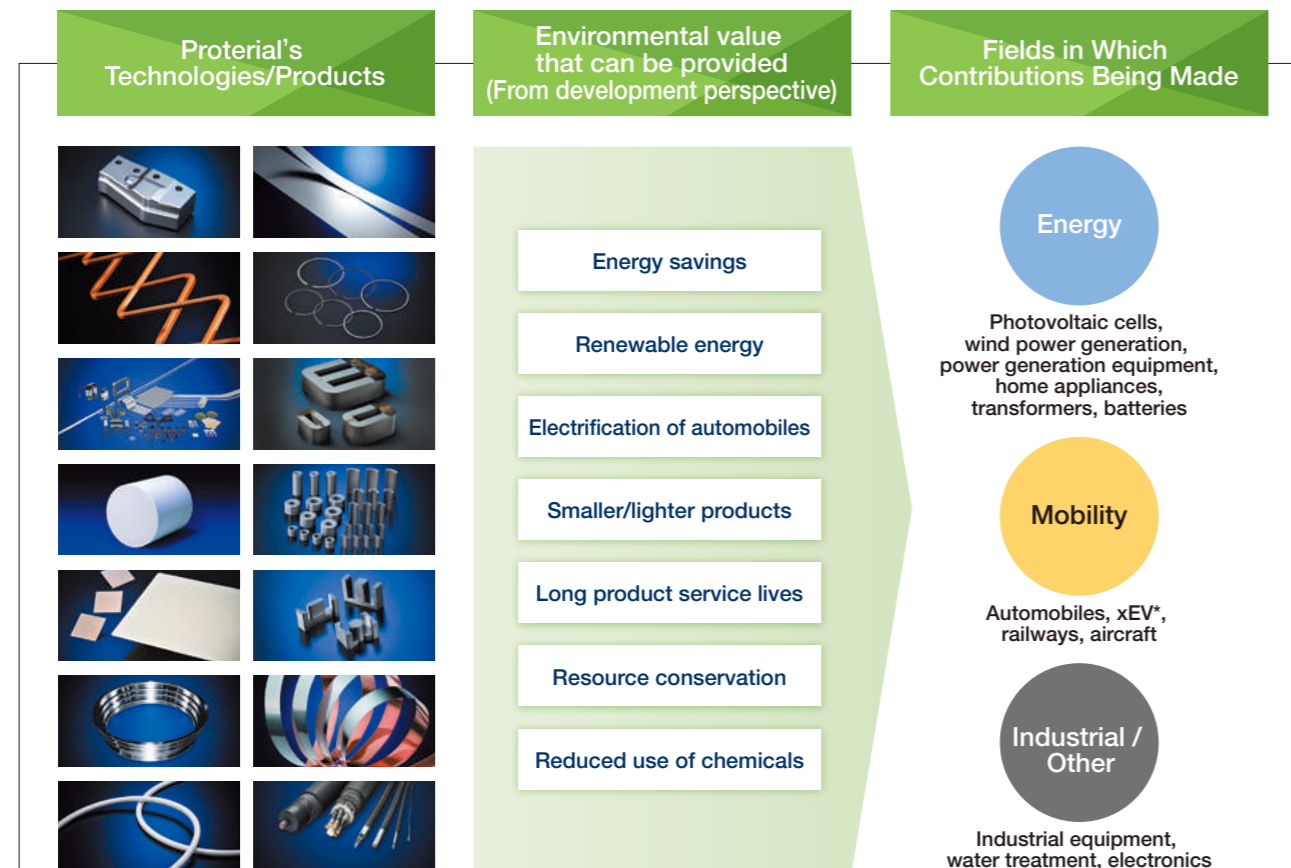 Proterial's
Technologies/Products
Environmental value
that can be provided
(From development perspective)
Fields in Which
Contributions Being Made
Energy savings
Renewable energy
Electrification of automobiles
Smaller/lighter products
Long product service lives
Resource conservation
Reduced use of chemicals
Energy
Photovoltaic cells,
wind power generation,
power generation equipment,
home appliances,
transformers, batteries
Mobility
Automobiles, xEV*,
railways, aircraft
Industrial /
Other
Industrial equipment,
water treatment, electronics